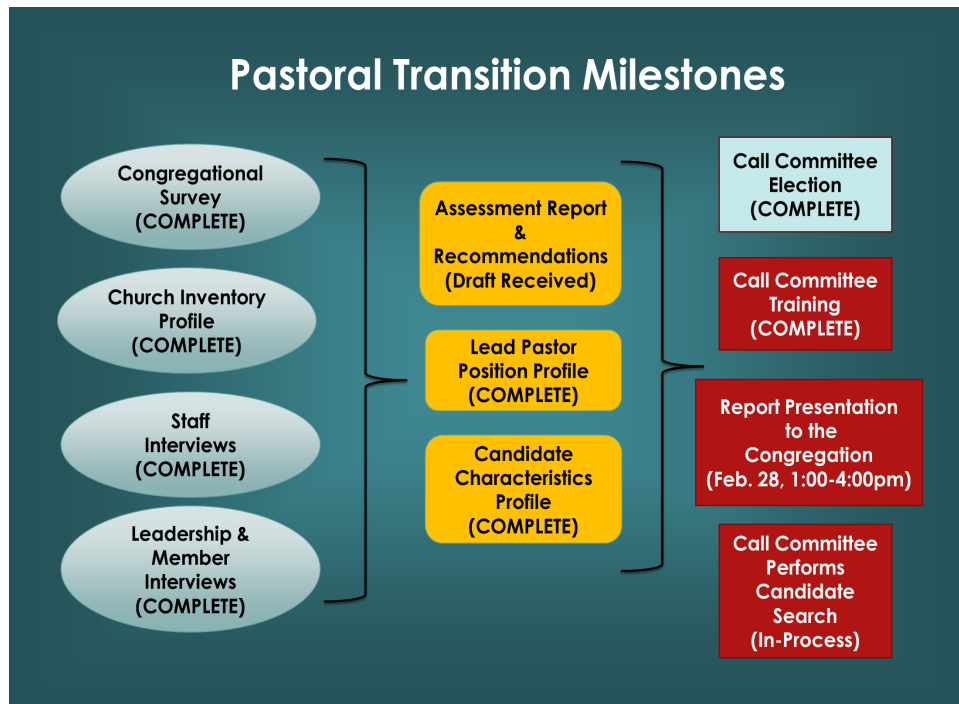 Pastoral Transition Milestones
Congregational
Survey
(COMPLETE)
Church Inventory
Profile
(COMPLETE)
Staff
Interviews
(COMPLETE)
Leadership &
Member
Interviews
(COMPLETE)
Assessment Report
&
Recommendations
(Draft Received)
Lead Pastor
Position Profile
(COMPLETE)
Candidate
Characteristics
Profile
(COMPLETE)
Call Committee
Election
(COMPLETE)
Call Committee
Training
(COMPLETE)
Report Presentation
to the
Congregation
(Feb. 28, 1:00-4:00pm)
Call Committee
Performs
Candidate
Search
(In-Process)